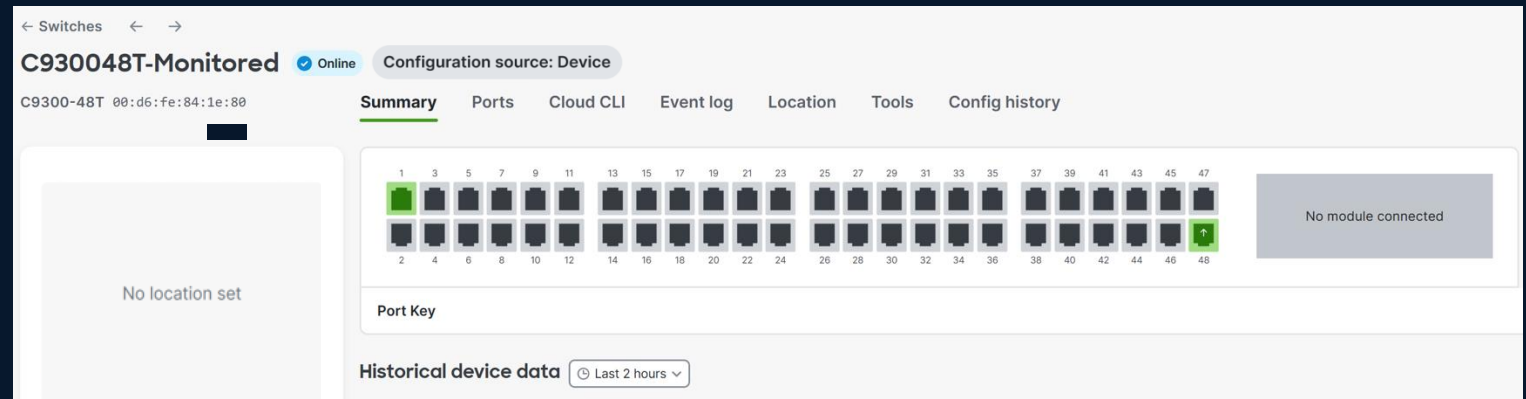 ← Switches ← →
C930048T-Monitored Online Configuration source: Device
C9300-48T 00:d6:fe:84:1e:80
Summary Ports Cloud CLI Event log Location Tools Config history
1 3 5 7 9 11 13 15 17 19 21 23 25 27 29 31 33 35 37 39 41 43 45 47
2 4 6 8 10 12 14 16 18 20 22 24 26 28 30 32 34 36 38 40 42 44 46 48
No module connected
No location set
Port Key
Historical device data Last 2 hours